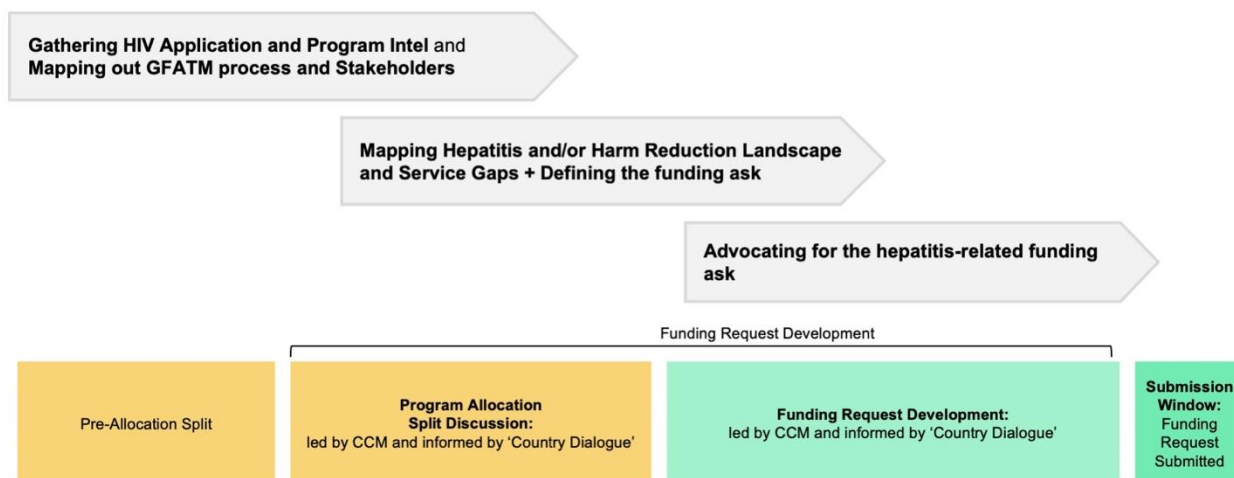 Gathering HIV Application and Program Intel and
Mapping out GFATM process and Stakeholders
Mapping Hepatitis and/or Harm Reduction Landscape
and Service Gaps + Defining the funding ask
Advocating for the hepatitis-related funding
ask
Funding Request Development
Pre-Allocation Split
Program Allocation
Split Discussion:
led by CCM and informed by ‘Country Dialogue’
Funding Request Development:
led by CCM and informed by ‘Country Dialogue’
Submission
Window:
Funding
Request
Submitted